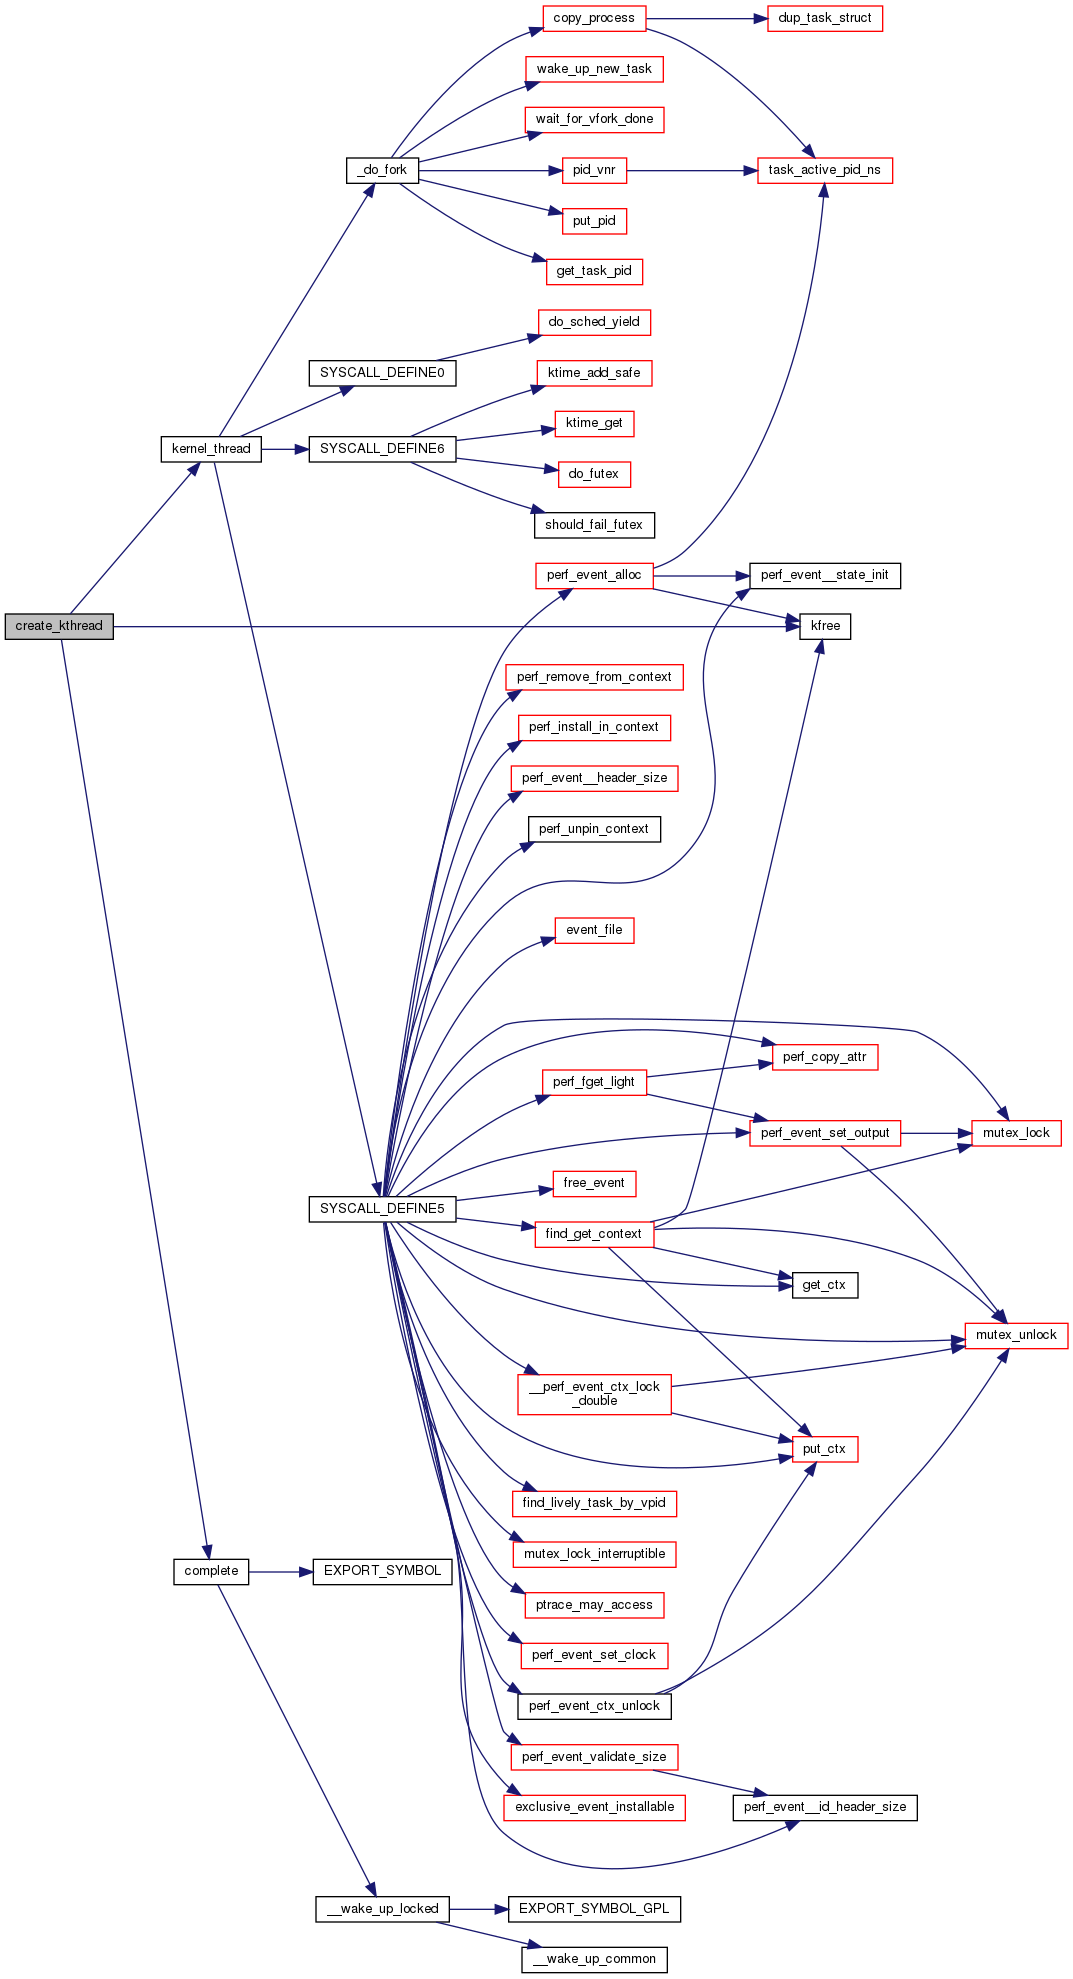 copy_process
dup_task_struct
wake_up_new_task
wait_for_vfork_done
_do_fork
pid_vnr
task_active_pid_ns
put_pid
get_task_pid
do_sched_yield
SYSCALL_DEFINE0
ktime_add_safe
ktime_get
kernel_thread
SYSCALL_DEFINE6
do_futex
should_fail_futex
perf_event_alloc
perf_event__state_init
create_kthread
kfree
perf_remove_from_context
perf_install_in_context
perf_event__header_size
perf_unpin_context
event_file
perf_copy_attr
perf_fget_light
perf_event_set_output
mutex_lock
free_event
SYSCALL_DEFINE5
find_get_context
get_ctx
mutex_unlock
__perf_event_ctx_lock
_double
put_ctx
find_lively_task_by_vpid
mutex_lock_interruptible
complete
EXPORT_SYMBOL
ptrace_may_access
perf_event_set_clock
perf_event_ctx_unlock
perf_event_validate_size
exclusive_event_installable
perf_event__id_header_size
__wake_up_locked
EXPORT_SYMBOL_GPL
__wake_up_common